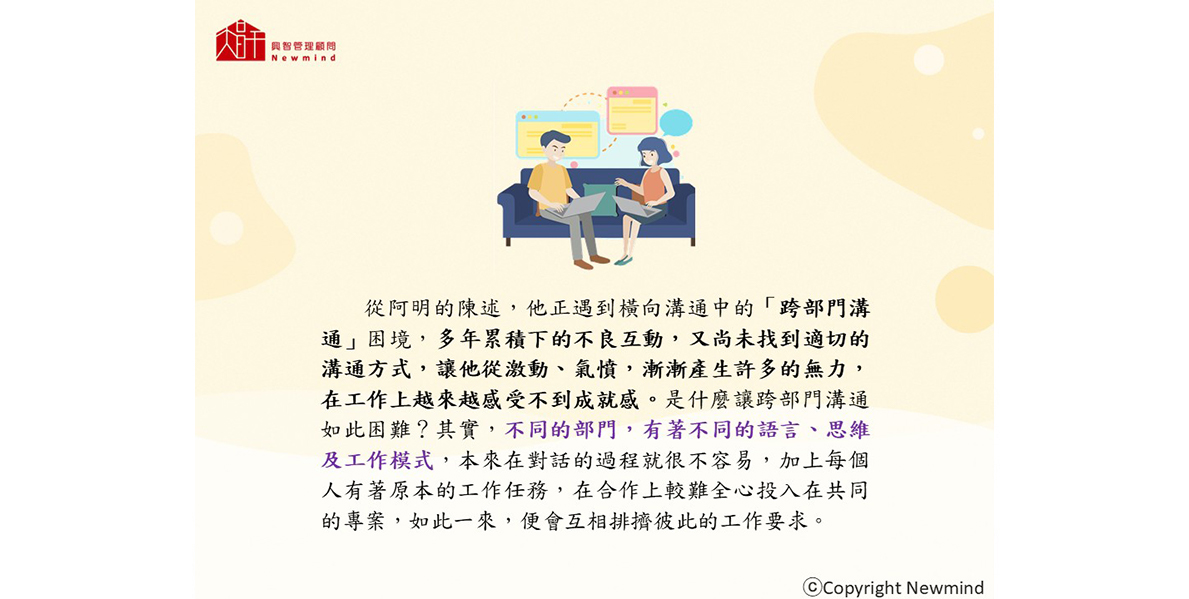 興智管理顧問
Newmind
從阿明的陳述，他正遇到橫向溝通中的「跨部門溝
通」困境，多年累積下的不良互動，又尚未找到適切的
溝通方式，讓他從激動、氣憤，漸漸產生許多的無力，
在工作上越來越感受不到成就感。是什麼讓跨部門溝通
如此困難？其實，不同的部門，有著不同的語言、思維
及工作模式，本來在對話的過程就很不容易，加上每個
人有著原本的工作任務，在合作上較難全心投入在共同
的專案，如此一來，便會互相排擠彼此的工作要求。
ⓒCopyright Newmind